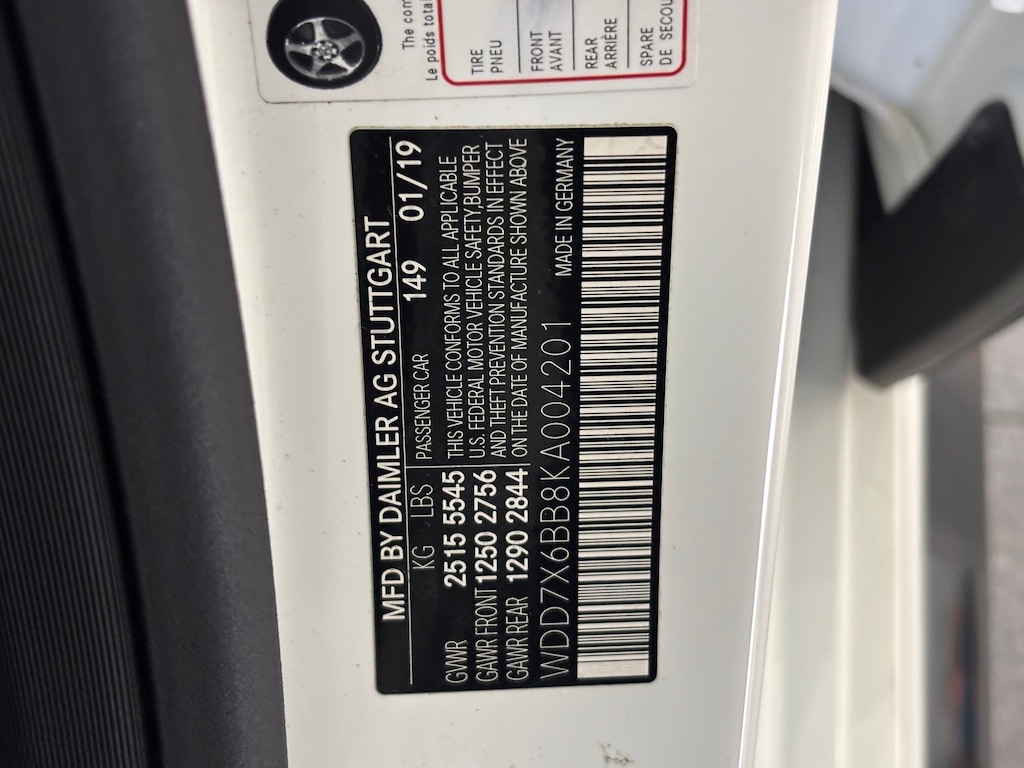 The com
Le poids tota
TIRE
PNEU
FRONT
AVANT
REAR
ARRIÈRE
SPARE
DE SECOU
MFD BY DAIMLER AG STUTTGART
KG LBS PASSENGER CAR 149 01/19
GVWR 2515 5545 THIS VEHICLE CONFORMS TO ALL APPLICABLE
U.S. FEDERAL MOTOR VEHICLE SAFETY,BUMPER
GAWR FRONT 1250 2756 AND THEFT PREVENTION STANDARDS IN EFFECT
GAWR REAR 1290 2844 ON THE DATE OF MANUFACTURE SHOWN ABOVE
WDD7X6BB8KA004201 MADE IN GERMANY